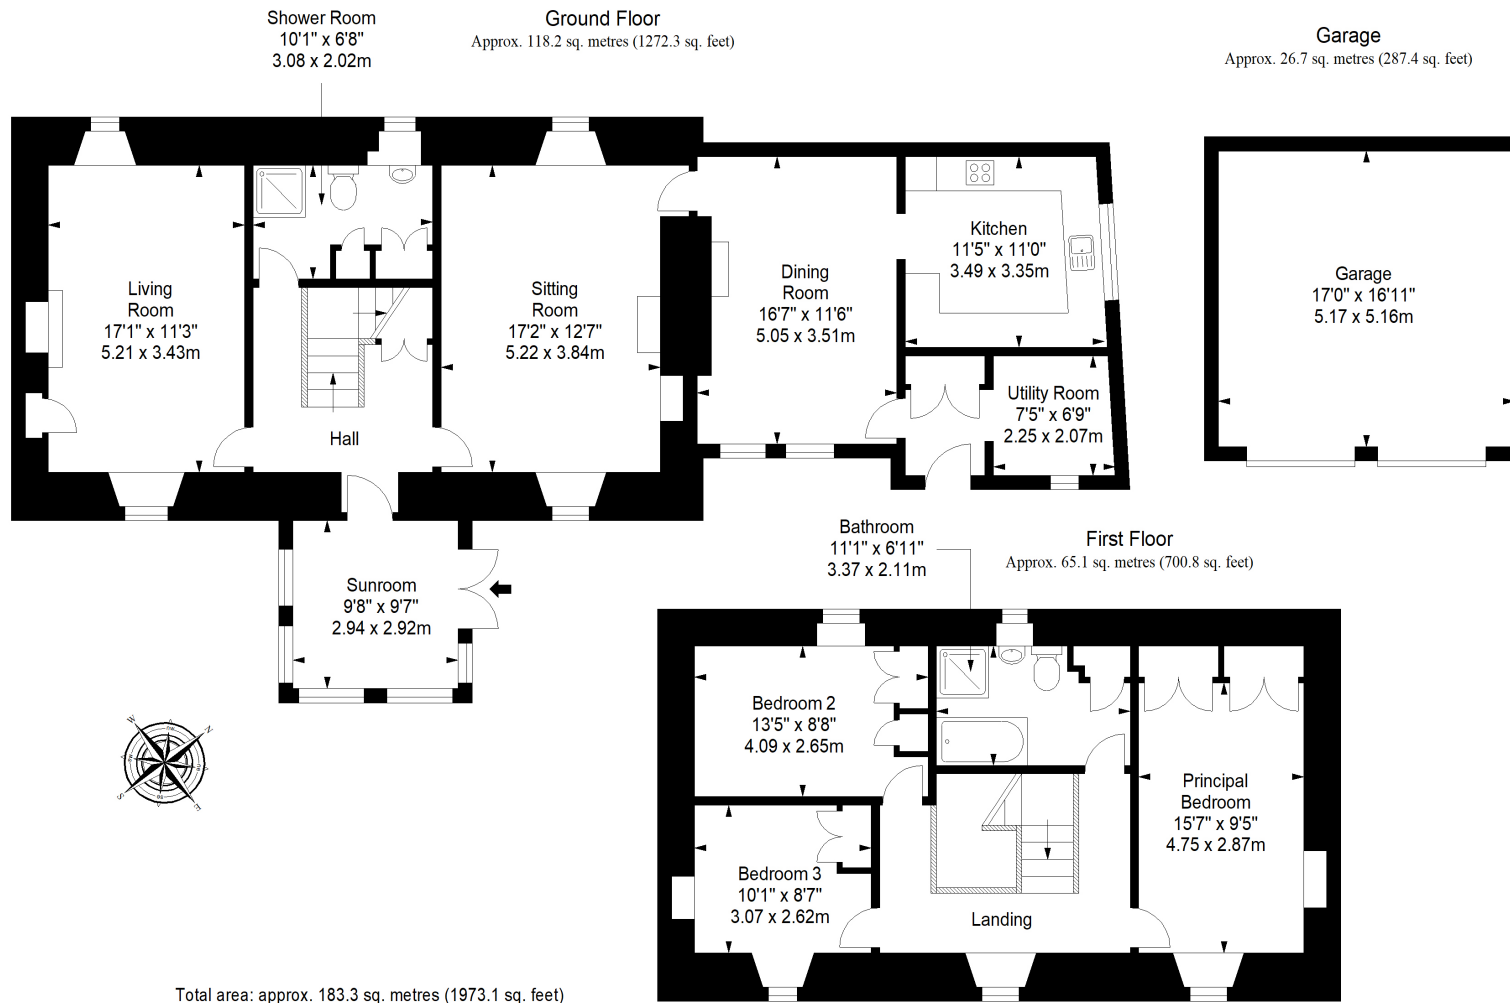 Shower Room
10'1" x 6'8"
3.08 x 2.02m
Ground Floor
Approx. 118.2 sq. metres (1272.3 sq. feet)
Garage
Approx. 26.7 sq. metres (287.4 sq. feet)
Living
Room
17'1" x 11'3"
5.21 x 3.43m
Sitting
Room
17'2" x 12'7"
5.22 x 3.84m
Dining
Room
16'7" x 11'6"
5.05 x 3.51m
Kitchen
11'5" x 11'0"
3.49 x 3.35m
Garage
17'0" x 16'11"
5.17 x 5.16m
Utility Room
7'5" x 6'9"
2.25 x 2.07m
Hall
Sunroom
9'8" x 9'7"
2.94 x 2.92m
Bathroom
11'1" x 6'11"
3.37 x 2.11m
First Floor
Approx. 65.1 sq. metres (700.8 sq. feet)
Bedroom 2
13'5" x 8'8"
4.09 x 2.65m
Principal
Bedroom
15'7" x 9'5"
4.75 x 2.87m
Bedroom 3
10'1" x 8'7"
3.07 x 2.62m
Landing
W
N
S
E
Total area: approx. 183.3 sq. metres (1973.1 sq. feet)